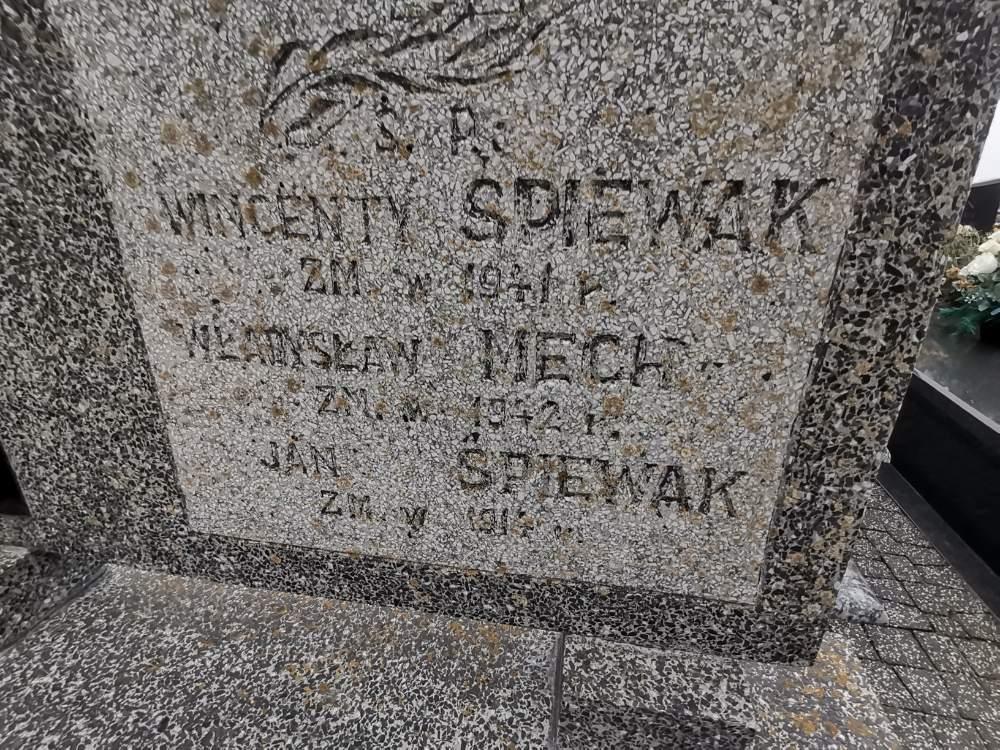 Ś. P.
WINCENTY ŚPIEWAK
ZM. w 1941 r.
WŁADYSŁAW MECH
ZM. w 1942 r.
JAN ŚPIEWAK
ZM. w r.